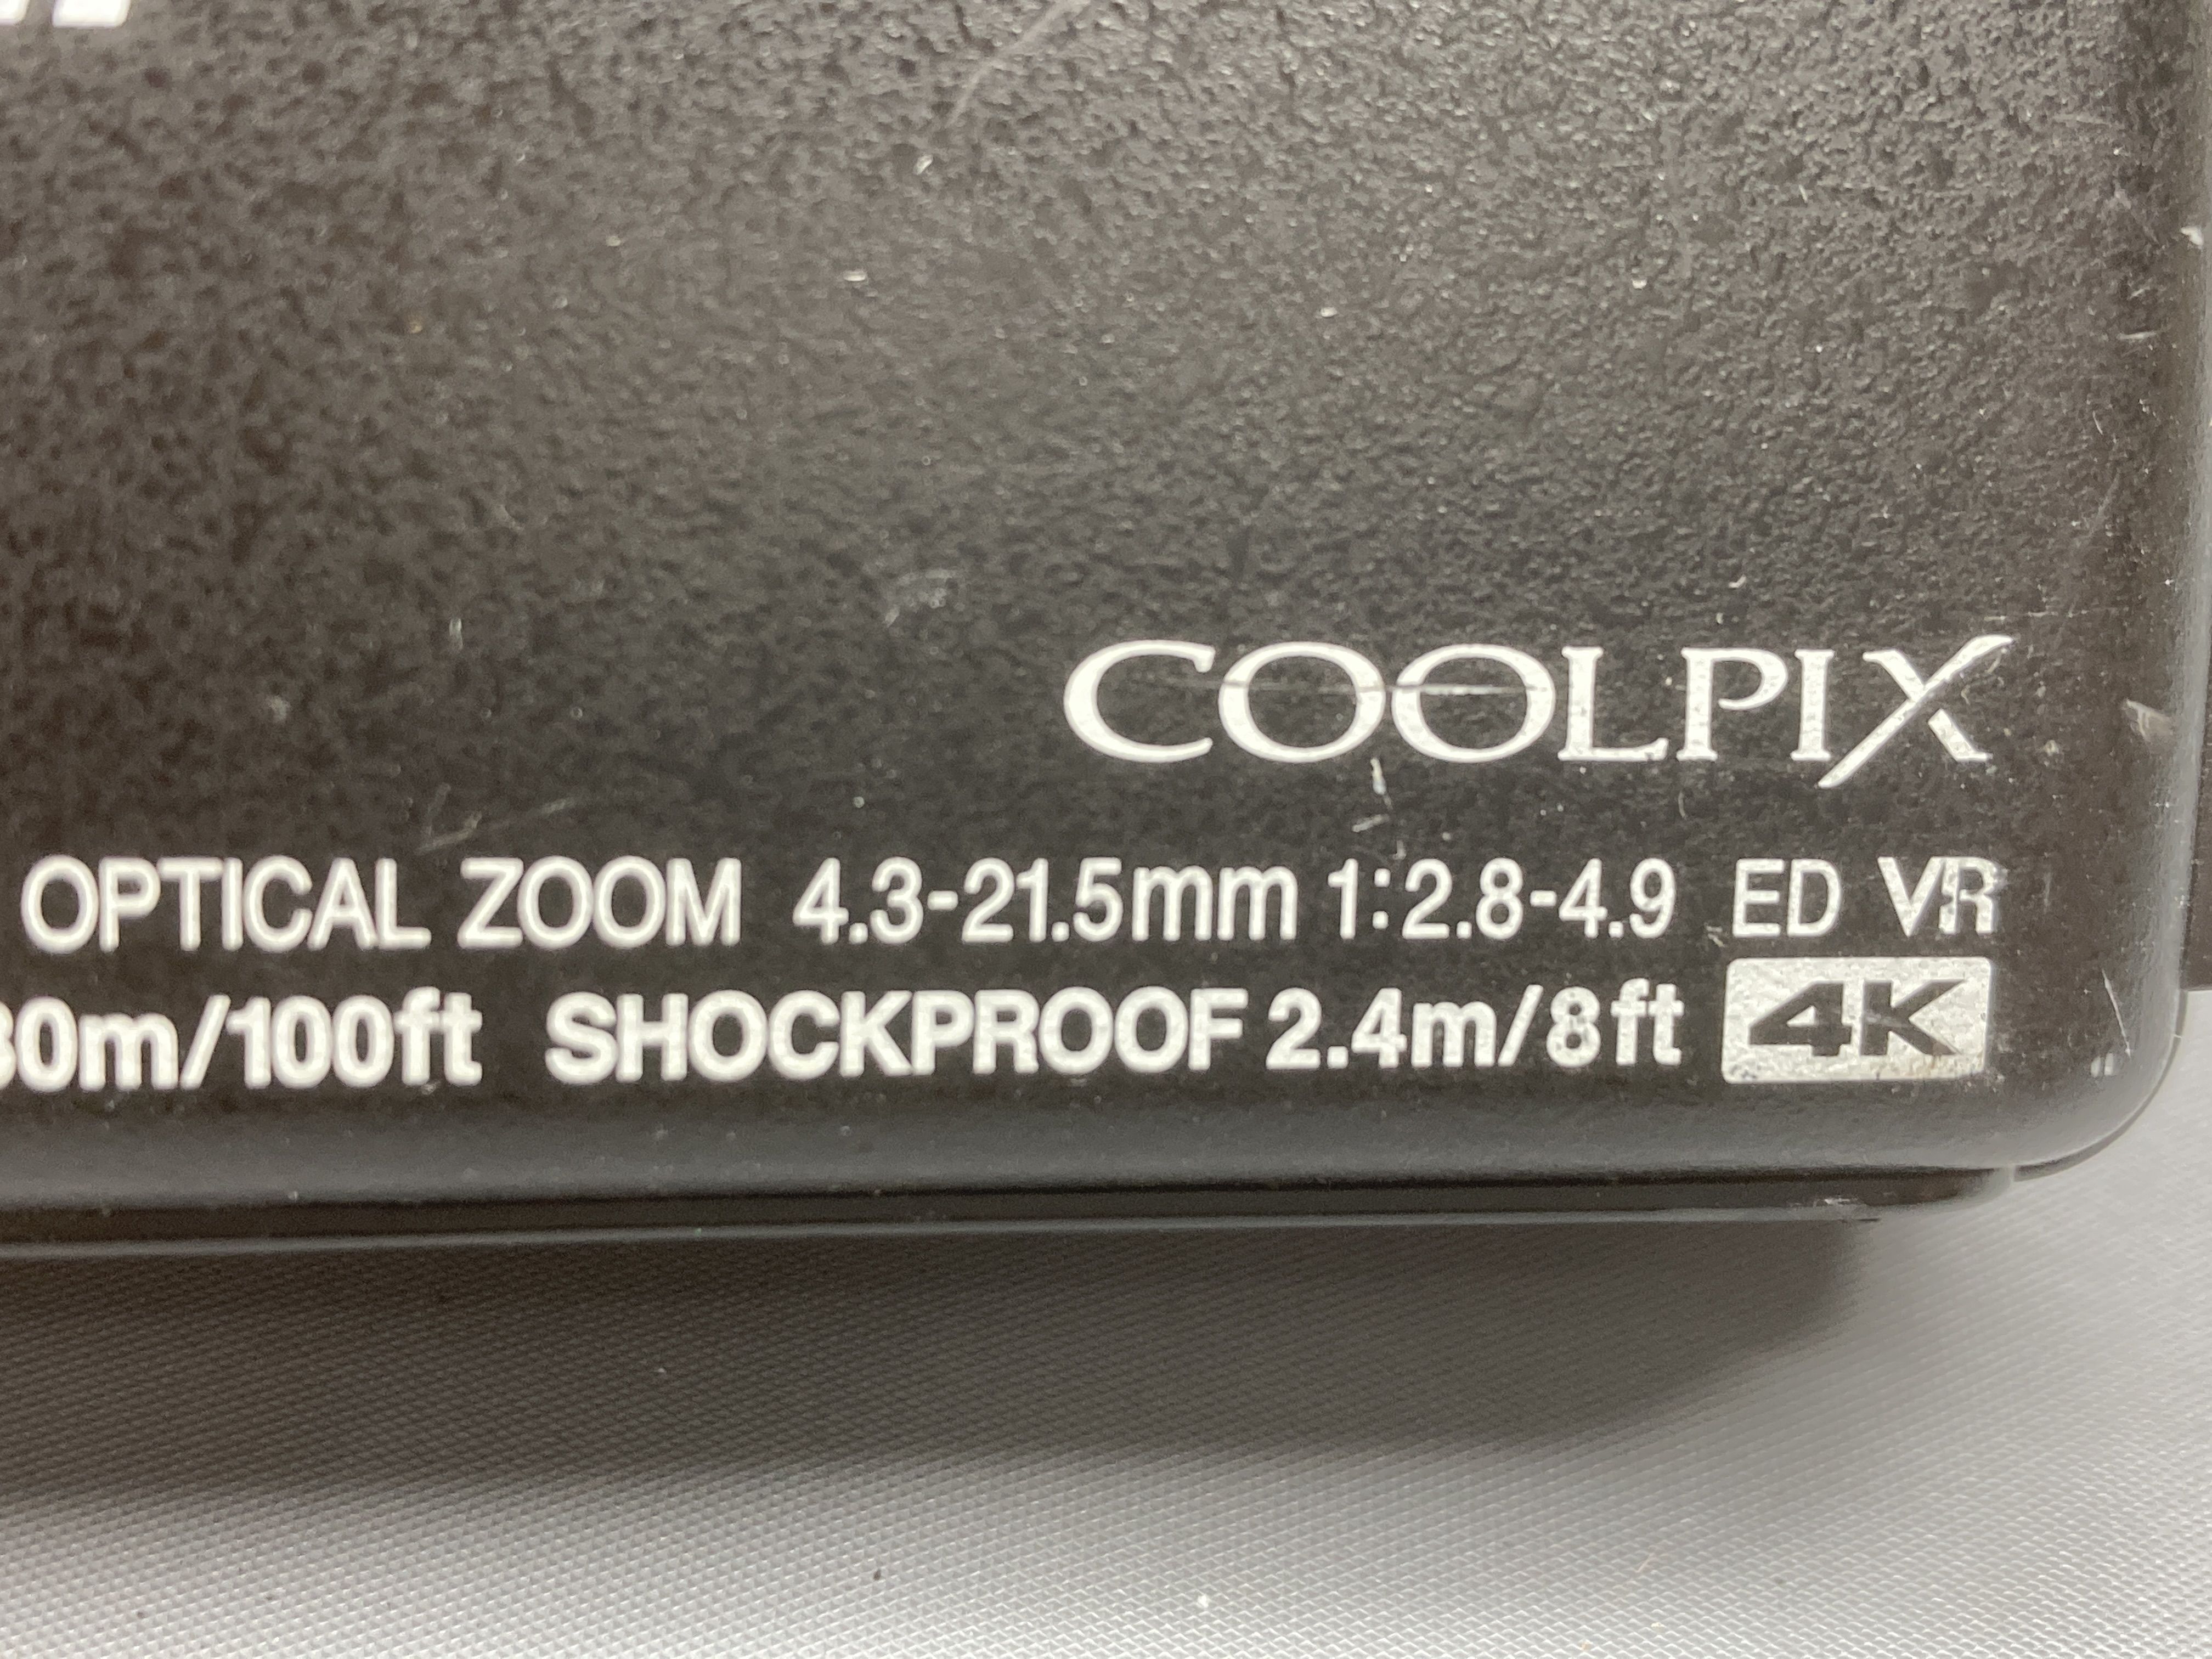 COOLPIX
OPTICAL ZOOM 4.3-21.5mm 1:2.8-4.9 ED VR
30m/100ft SHOCKPROOF 2.4m/8ft 4K